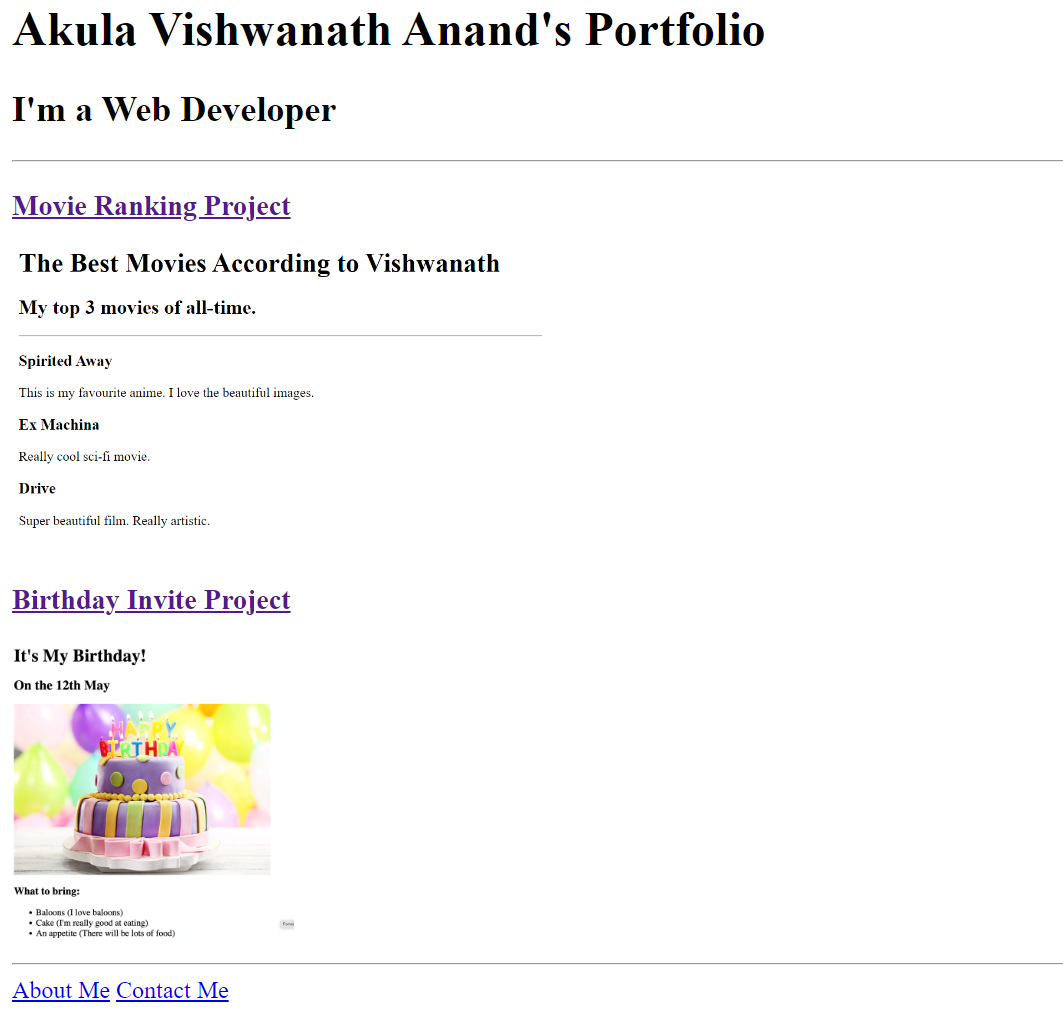 Akula Vishwanath Anand's Portfolio
I'm a Web Developer
Movie Ranking Project
The Best Movies According to Vishwanath
My top 3 movies of all-time.
Spirited Away
This is my favourite anime. I love the beautiful images.
Ex Machina
Really cool sci-fi movie.
Drive
Super beautiful film. Really artistic.
Birthday Invite Project
It's My Birthday!
On the 12th May
HAPPY
BIRTHDAY
What to bring:
• Baloons (I love baloons)
• Cake (I'm really good at eating)
• An appetite (There will be lots of food)
About Me Contact Me